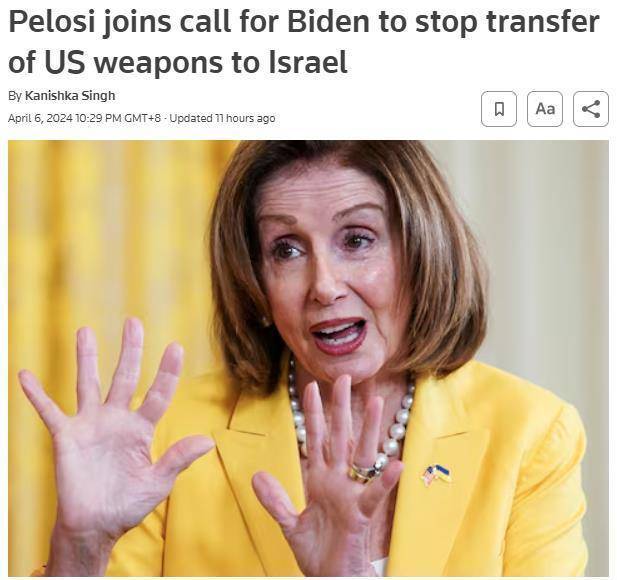 Pelosi joins call for Biden to stop transfer
of US weapons to Israel
By Kanishka Singh
April 6, 2024 10:29 PM GMT+8 · Updated 11 hours ago
Aa